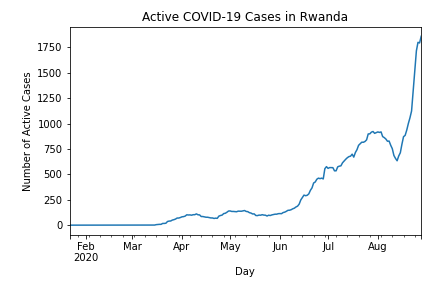 Active COVID-19 Cases in Rwanda
Number of Active Cases
1750
1500
1250
1000
750
500
250
0
Feb
2020
Mar
Apr
May
Jun
Jul
Aug
Day